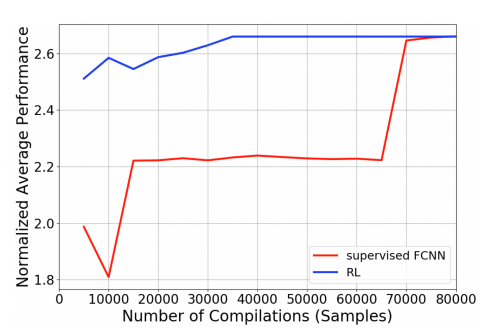 Normalized Average Performance
2.6
2.4
2.2
2.0
1.8
0 10000 20000 30000 40000 50000 60000 70000 80000
Number of Compilations (Samples)
supervised FCNN
RL